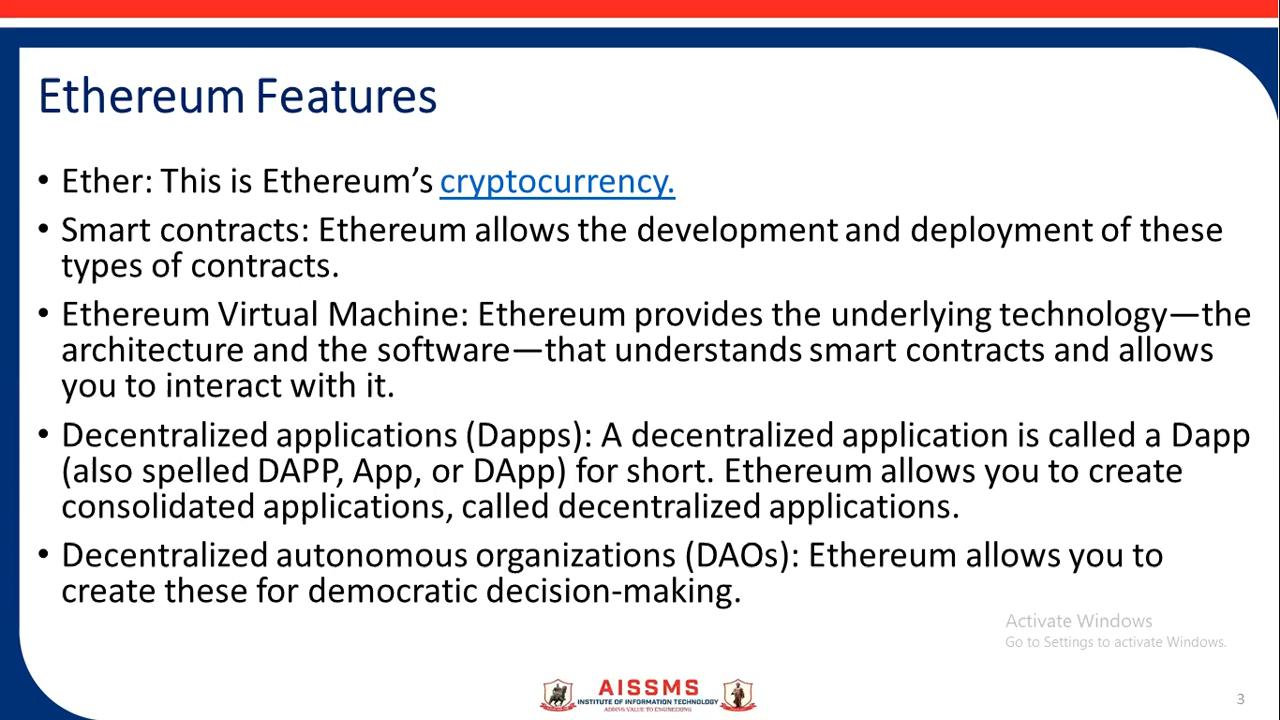 Ethereum Features
• Ether: This is Ethereum’s cryptocurrency.
• Smart contracts: Ethereum allows the development and deployment of these
types of contracts.
• Ethereum Virtual Machine: Ethereum provides the underlying technology—the
architecture and the software—that understands smart contracts and allows
you to interact with it.
• Decentralized applications (Dapps): A decentralized application is called a Dapp
(also spelled DAPP, App, or DApp) for short. Ethereum allows you to create
consolidated applications, called decentralized applications.
• Decentralized autonomous organizations (DAOs): Ethereum allows you to
create these for democratic decision-making.
Activate Windows
Go to Settings to activate Windows.
AISSMS
INSTITUTE OF INFORMATION TECHNOLOGY
ADDING VALUE TO ENGINEERING
3